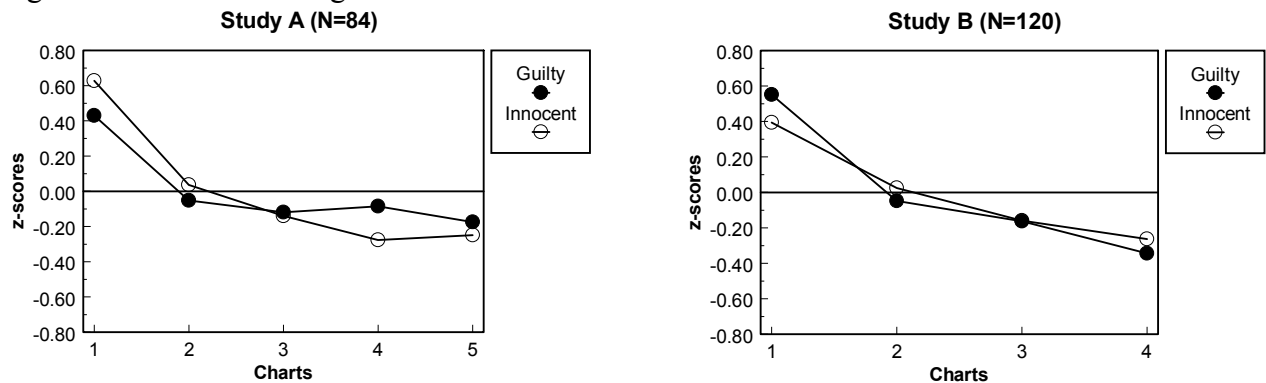 Study A (N=84)
0.80
0.60
0.40
0.20
0.00
-0.20
-0.40
-0.60
-0.80
z-scores
1 2 3 4 5
Charts
Guilty
Innocent
Study B (N=120)
0.80
0.60
0.40
0.20
0.00
-0.20
-0.40
-0.60
-0.80
z-scores
1 2 3 4
Charts
Guilty
Innocent